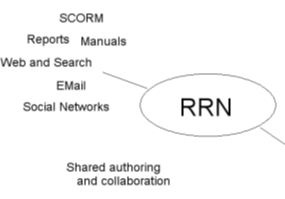 SCORM
Reports Manuals
Web and Search
EMail
Social Networks
RRN
Shared authoring
and collaboration